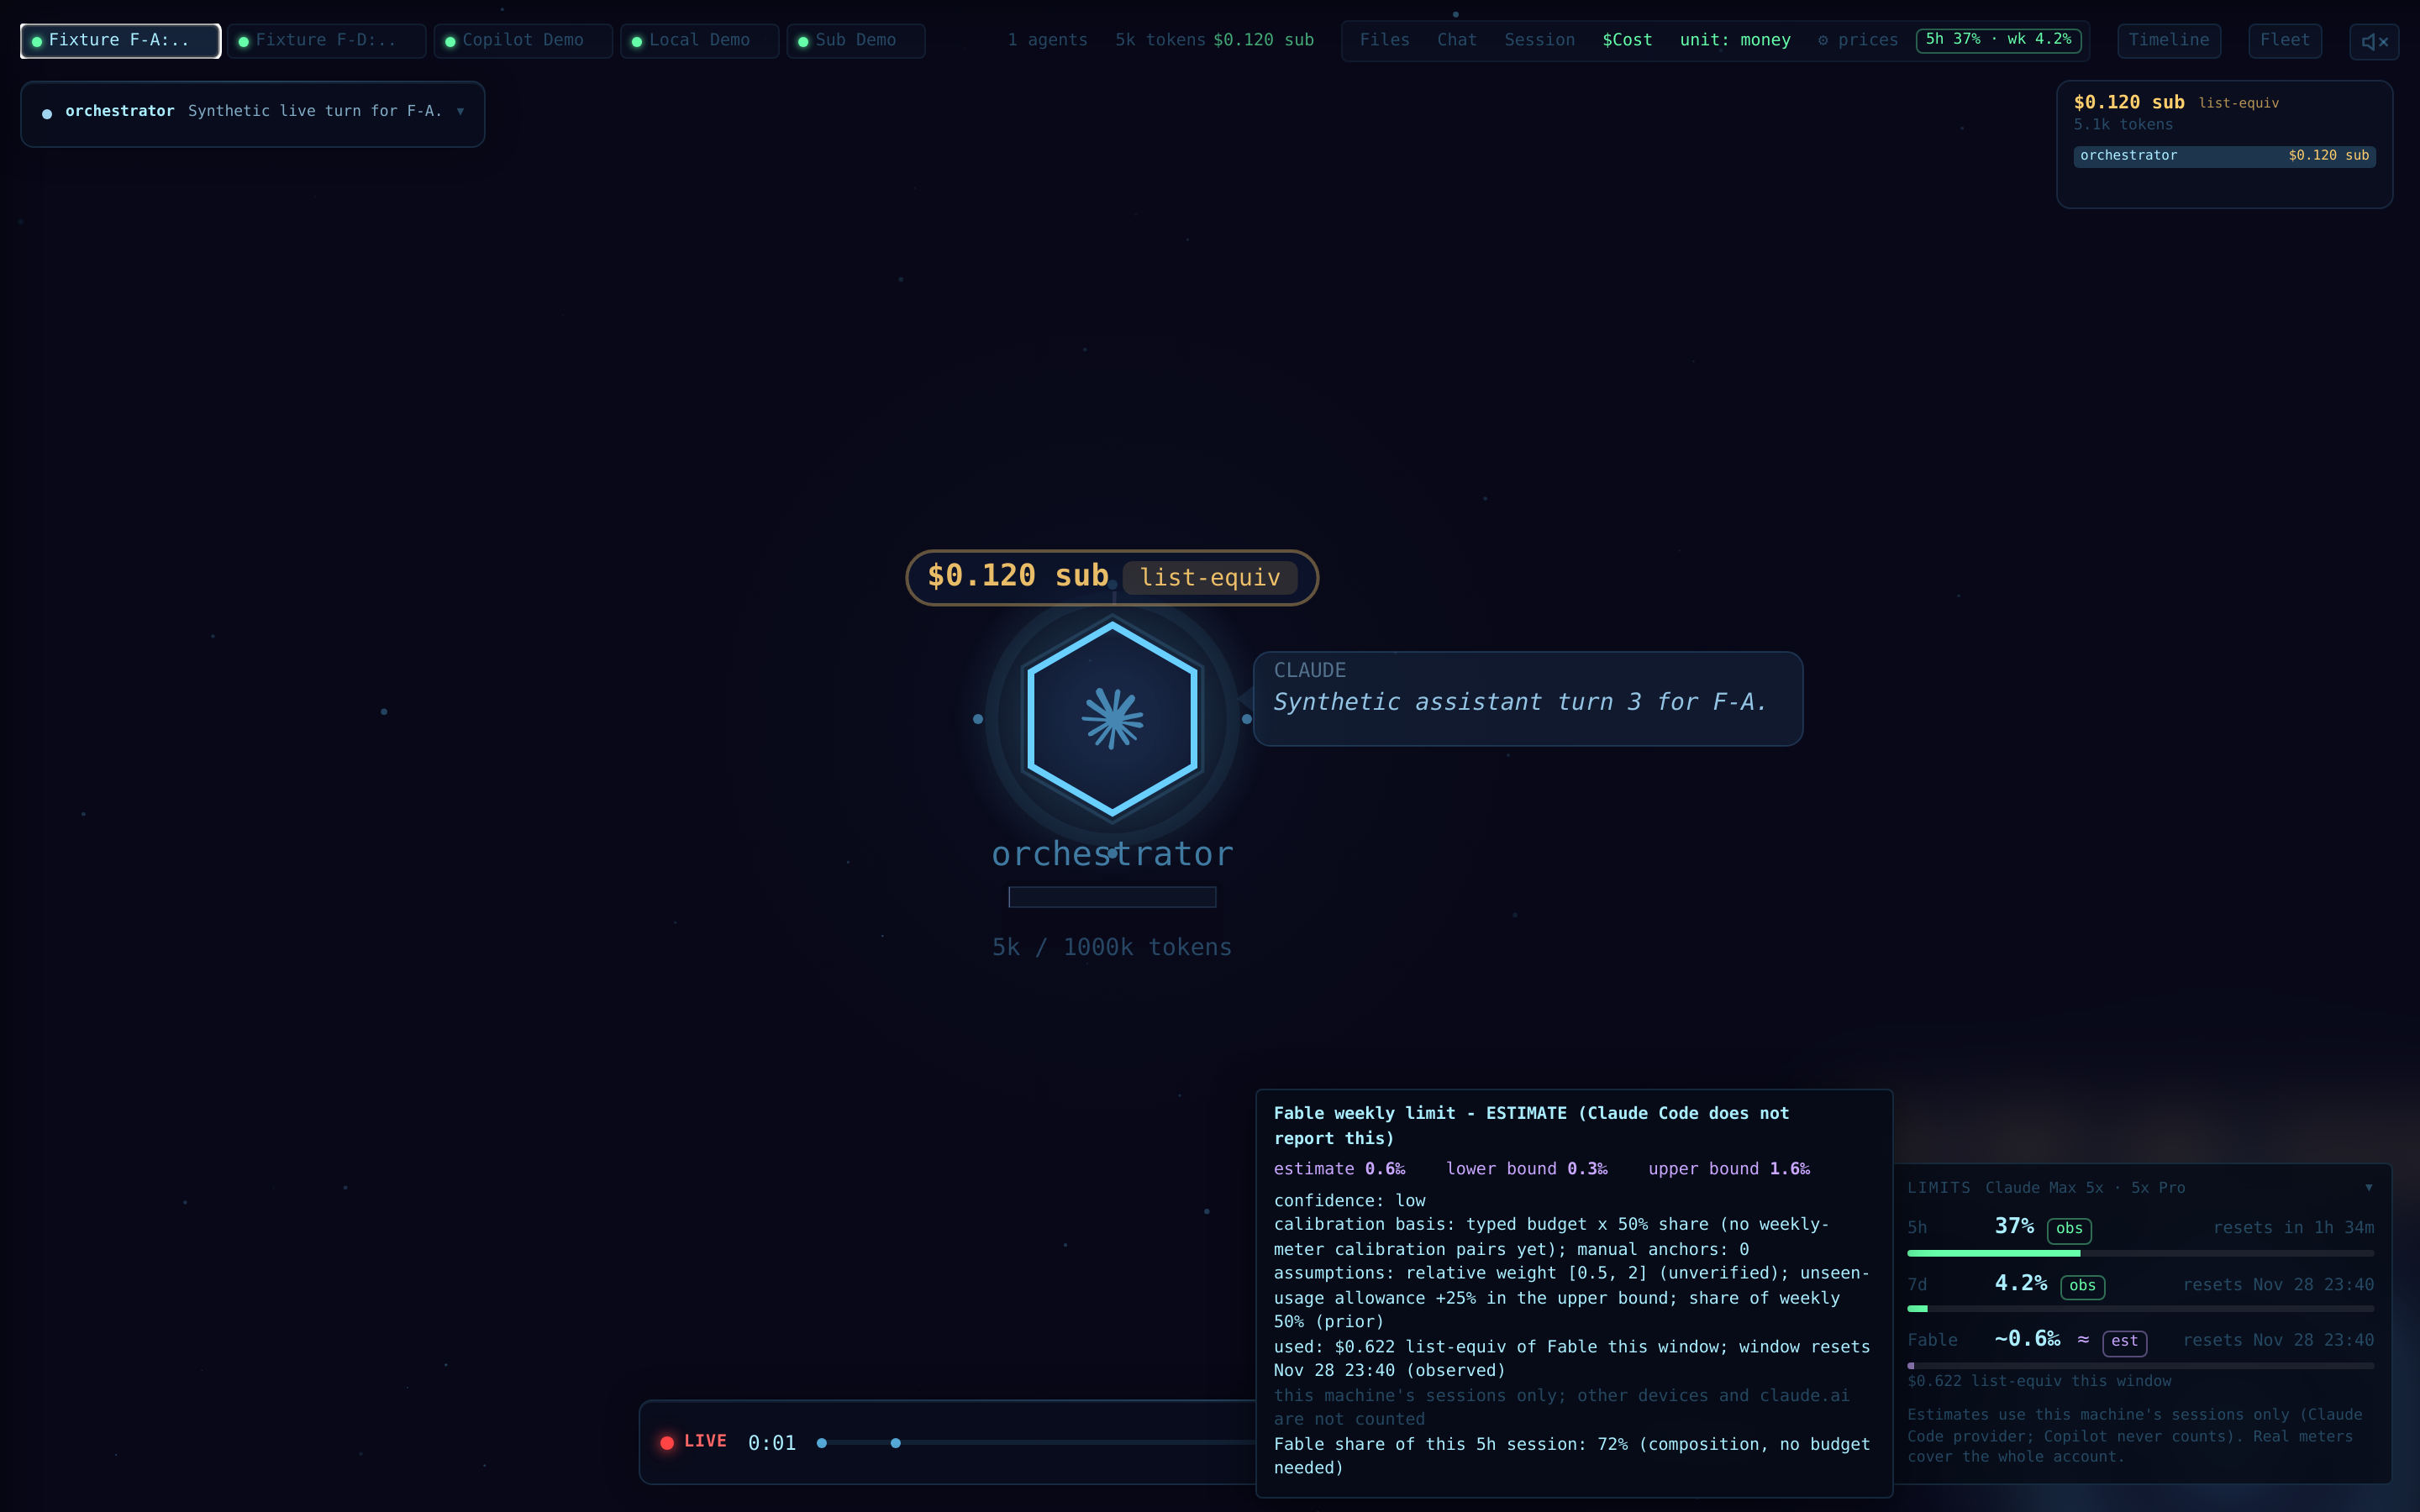 Fixture F-A:.. Fixture F-D:.. Copilot Demo Local Demo Sub Demo 1 agents 5k tokens $0.120 sub Files Chat Session $Cost unit: money ⊙ prices 5h 37% · wk 4.2% Timeline Fleet
orchestrator Synthetic live turn for F-A. ▼
$0.120 sub list-equiv
5.1k tokens
orchestrator $0.120 sub
$0.120 sub list-equiv
CLAUDE
Synthetic assistant turn 3 for F-A.
orchestrator
5k / 1000k tokens
Fable weekly limit - ESTIMATE (Claude Code does not
report this)
estimate 0.6‰ lower bound 0.3‰ upper bound 1.6‰
confidence: low
calibration basis: typed budget x 50% share (no weekly-
meter calibration pairs yet); manual anchors: 0
assumptions: relative weight [0.5, 2] (unverified); unseen-
usage allowance +25% in the upper bound; share of weekly
50% (prior)
used: $0.622 list-equiv of Fable this window; window resets
Nov 28 23:40 (observed)
this machine's sessions only; other devices and claude.ai
are not counted
Fable share of this 5h session: 72% (composition, no budget
needed)
LIMITS Claude Max 5x · 5x Pro ▼
5h 37% obs resets in 1h 34m
7d 4.2% obs resets Nov 28 23:40
Fable ~0.6‰ ≈ est resets Nov 28 23:40
$0.622 list-equiv this window
Estimates use this machine's sessions only (Claude
Code provider; Copilot never counts). Real meters
cover the whole account.
LIVE 0:01